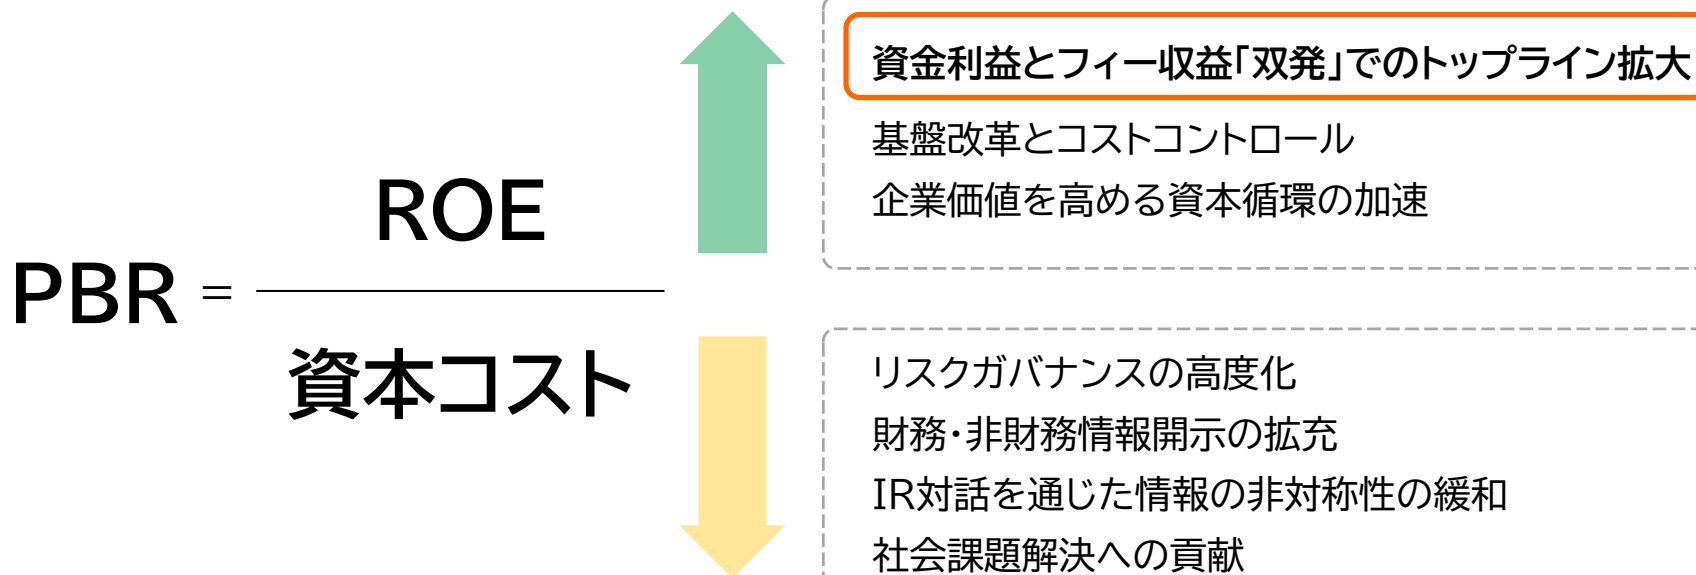 PBR = ROE
資本コスト
資金利益とフィー収益「双発」でのトップライン拡大
基盤改革とコストコントロール
企業価値を高める資本循環の加速
リスクガバナンスの高度化
財務・非財務情報開示の拡充
IR対話を通じた情報の非対称性の緩和
社会課題解決への貢献